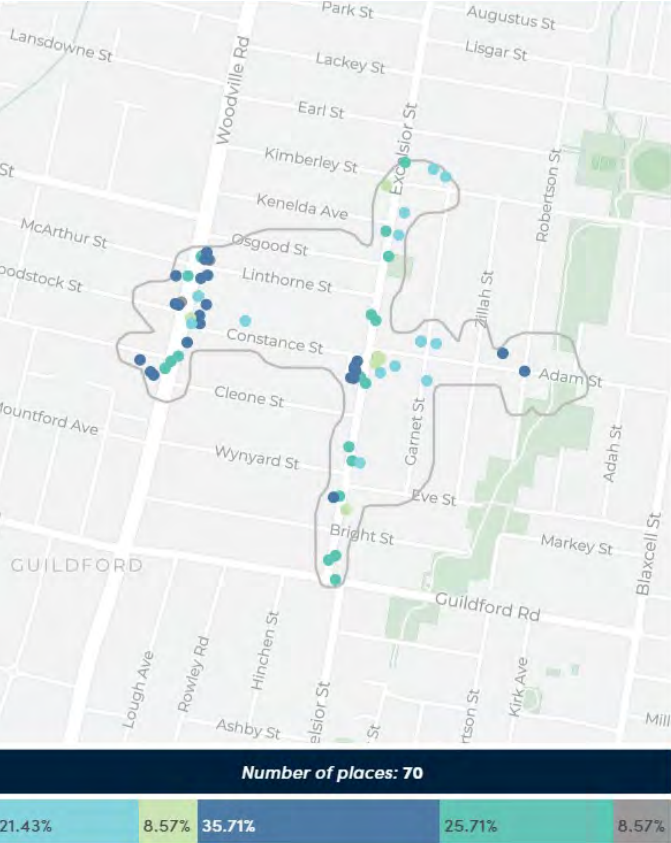 Park St
Augustus St
Lansdowne St
Lisgar St
Woodville Rd
Lackey St
Earl St
Excelsior St
Kimberley St
Robertson St
St
Kenelda Ave
McArthur St
Osgood St
oodstock St
Linthorne St
Zillah St
Constance St
Adam St
Cleone St
Mountford Ave
Garnet St
Adah St
Wynyard St
Eve St
Bright St
Markey St
Blaxcell St
GUILDFORD
Guildford Rd
Hinchen St
Rowley Rd
Lough Ave
Kirk Ave
elsior St
rtson St
St
Ashby St
Mill
Number of places: 70
21.43% 8.57% 35.71% 25.71% 8.57%